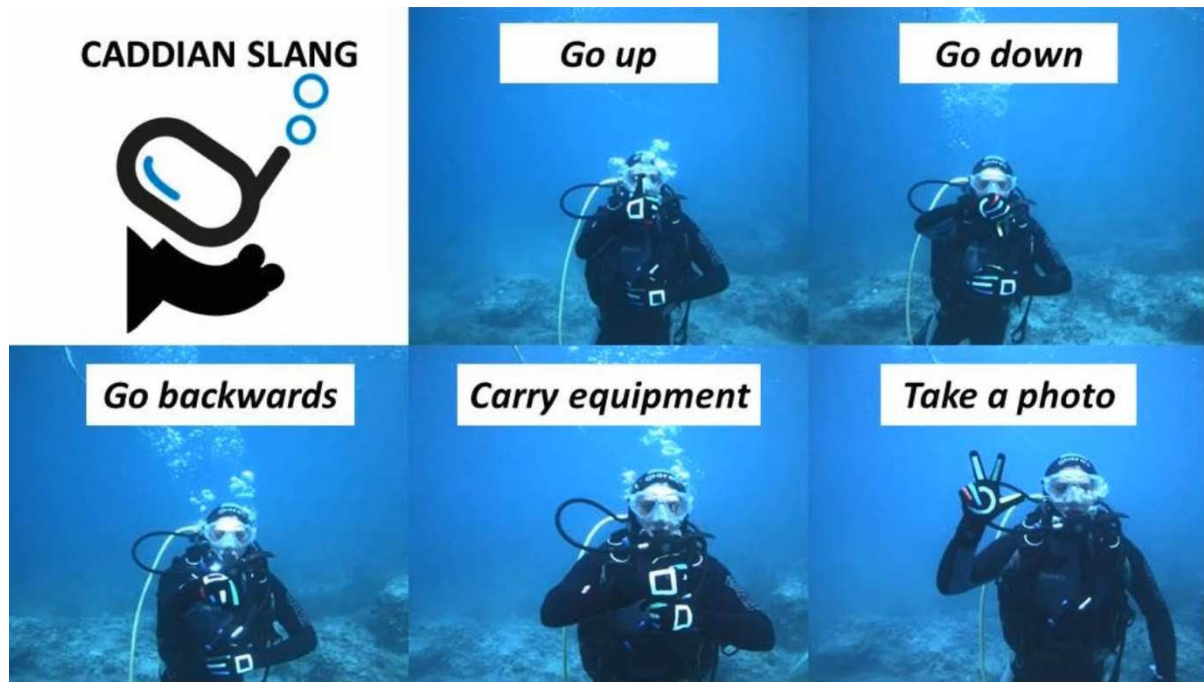 CADDIAN SLANG
Go up
Go down
Go backwards
Carry equipment
Take a photo